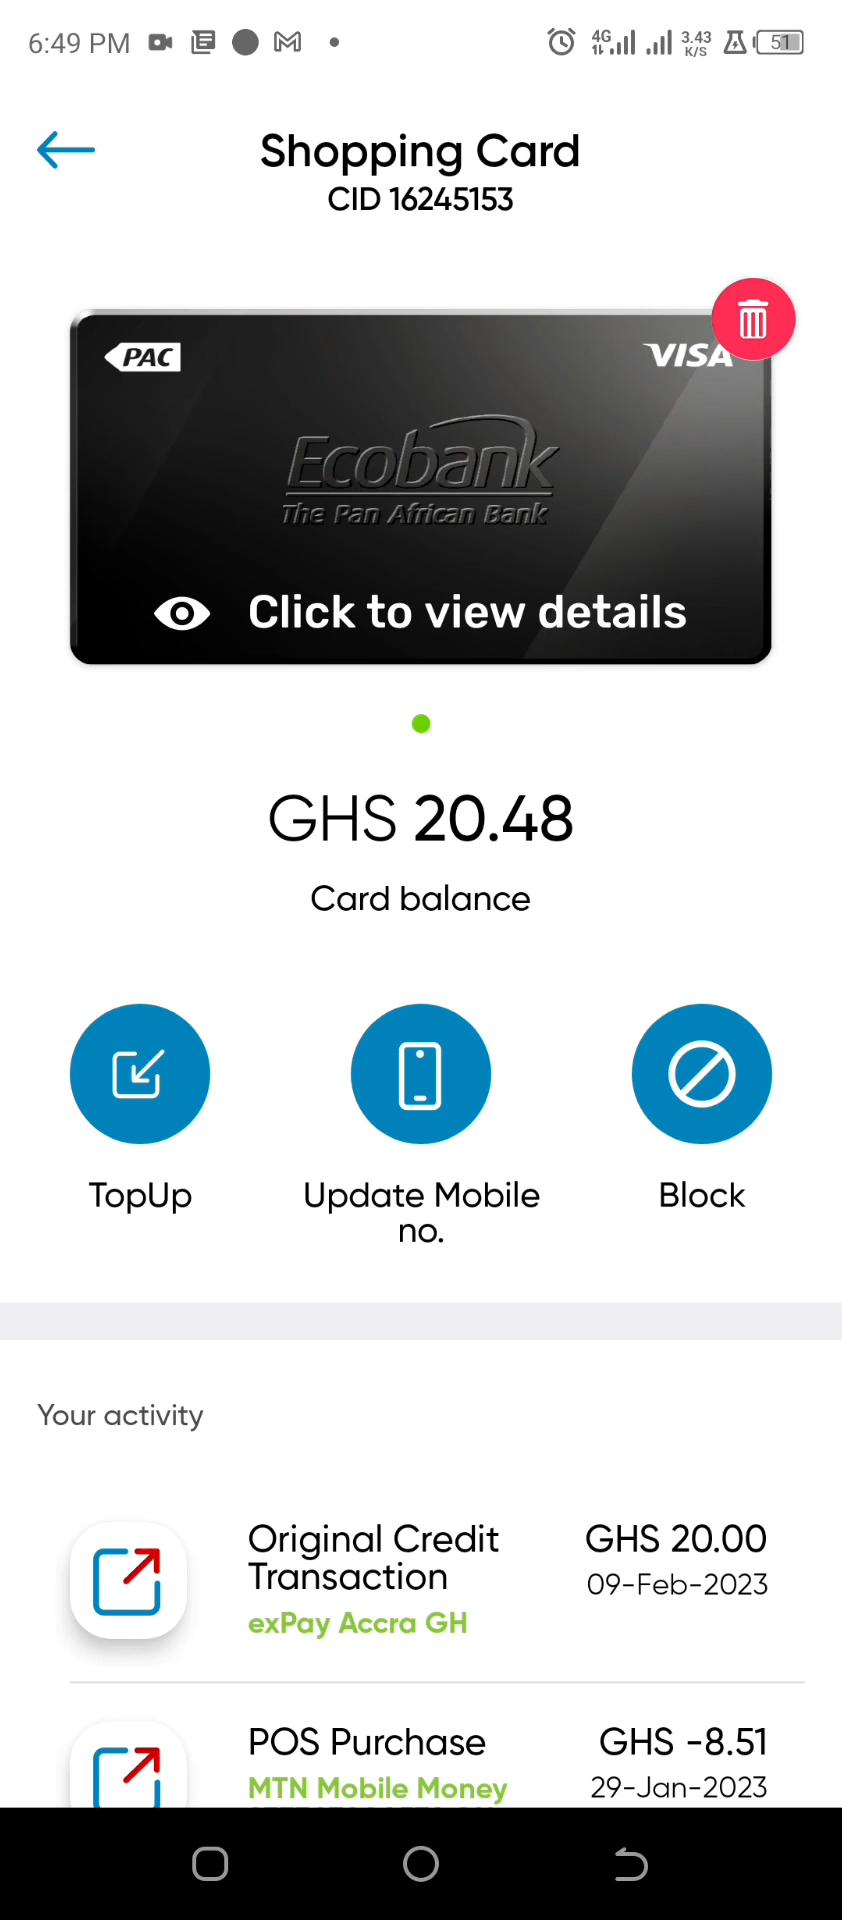 6:49 PM
4G
3.43
K/S
51
Shopping Card
CID 16245153
PAC
VISA
Ecobank
The Pan African Bank
Click to view details
GHS 20.48
Card balance
TopUp
Update Mobile
no.
Block
Your activity
Original Credit
Transaction
GHS 20.00
09-Feb-2023
exPay Accra GH
POS Purchase
GHS -8.51
MTN Mobile Money
29-Jan-2023